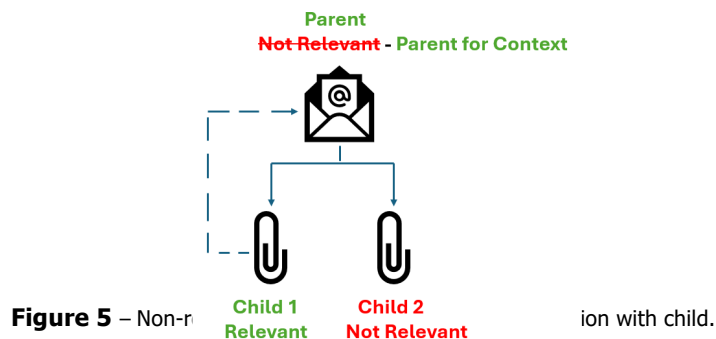 Parent
Not Relevant - Parent for Context
@
Child 1
Relevant
Child 2
Not Relevant
Figure 5 – Non-r ion with child.